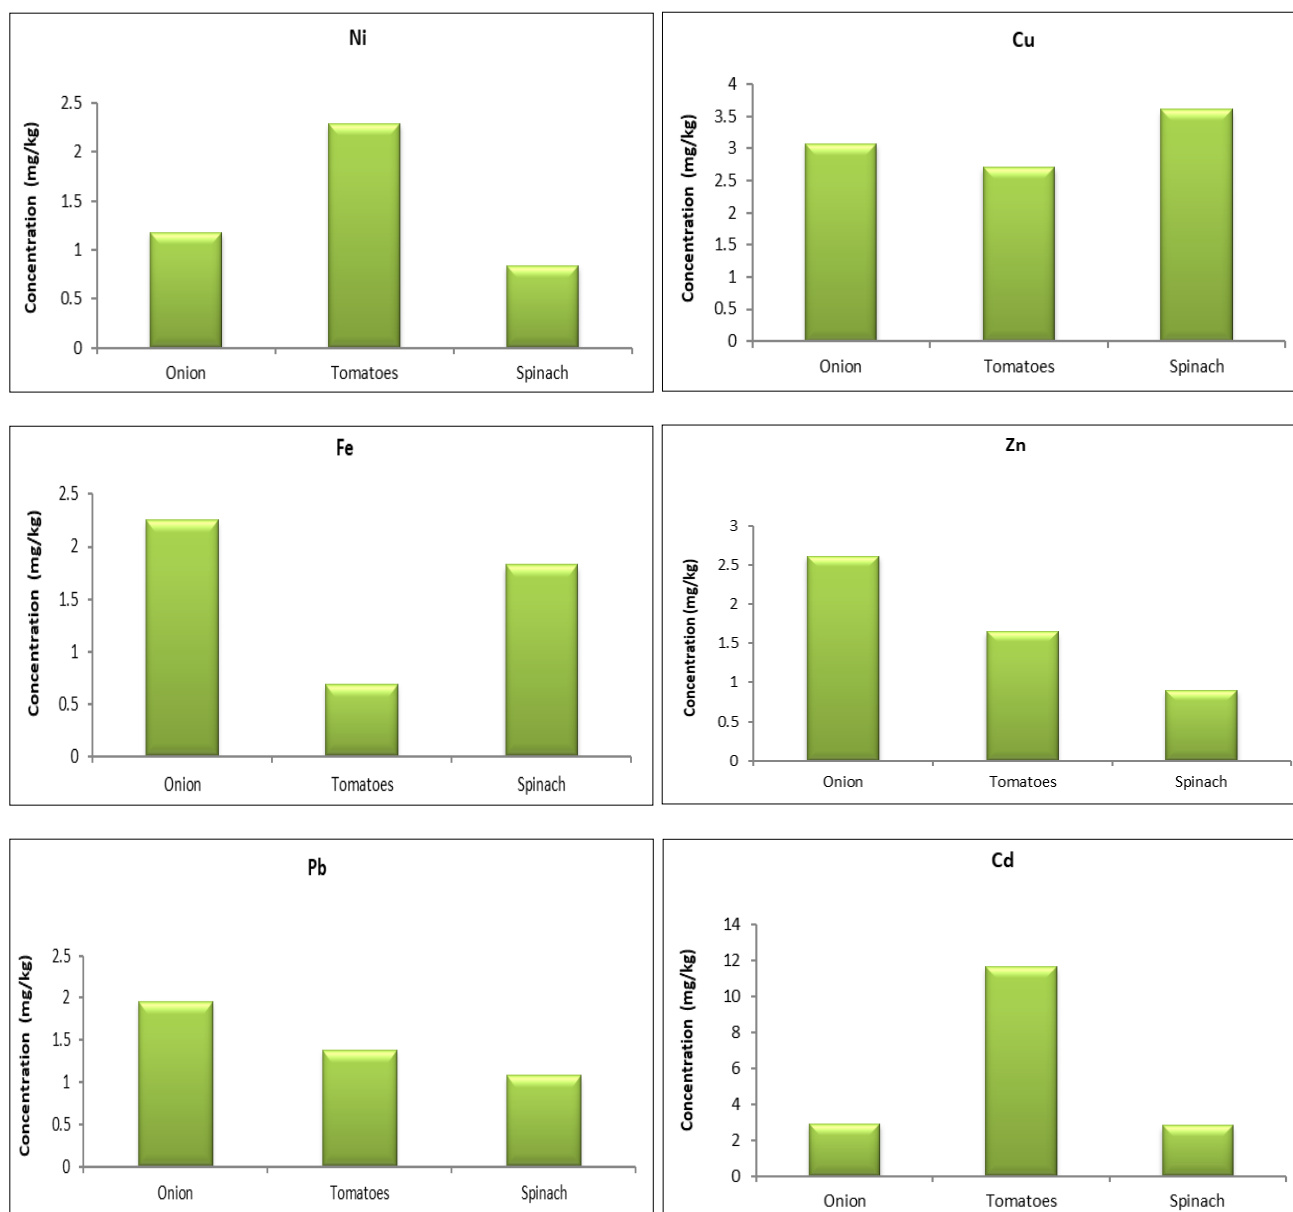 Ni
Concentration (mg/kg)
2.5
2
1.5
1
0.5
0
Onion Tomatoes Spinach
Cu
Concentration (mg/kg)
4
3.5
3
2.5
2
1.5
1
0.5
0
Onion Tomatoes Spinach
Fe
Concentration (mg/kg)
2.5
2
1.5
1
0.5
0
Onion Tomatoes Spinach
Zn
Concentration (mg/kg)
3
2.5
2
1.5
1
0.5
0
Onion Tomatoes Spinach
Pb
Concentration (mg/kg)
2.5
2
1.5
1
0.5
0
Onion Tomatoes Spinach
Cd
Concentration (mg/kg)
14
12
10
8
6
4
2
0
Onion Tomatoes Spinach